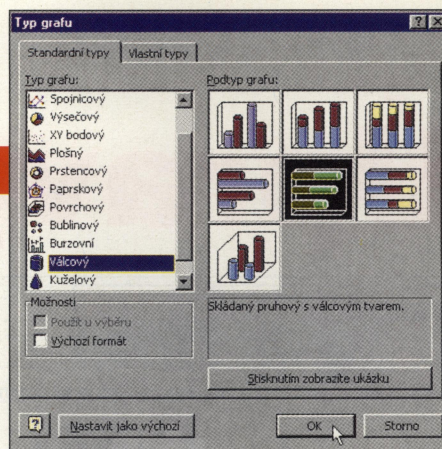 Typ grafu
Standardní typy
Vlastní typy
Typ grafu:
Spojnicový
Výsečový
XY bodový
Plošný
Prstencový
Paprskový
Povrchový
Bublinový
Burzovní
Válcový
Kuželový
Možnosti
Použít u výběru
Výchozí formát
Podtyp grafu:
Skládaný pruhový s válcovým tvarem.
Stisknutím zobrazíte ukázku
Nastavit jako výchozí
OK
Storno